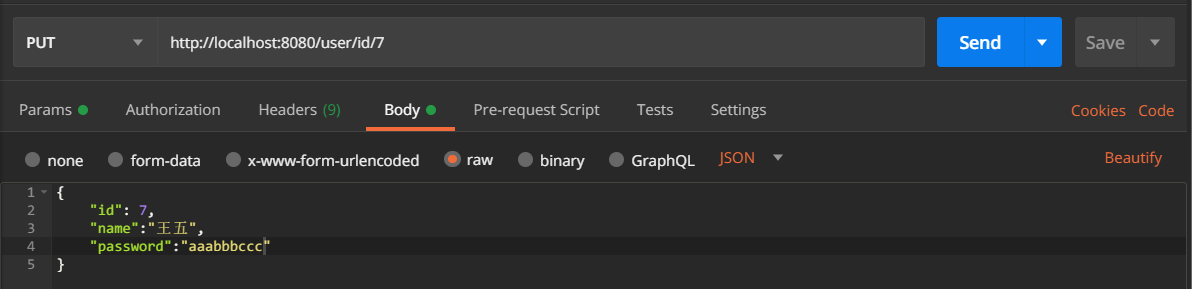 PUT http://localhost:8080/user/id/7 Send Save
Params Authorization Headers (9) Body Pre-request Script Tests Settings Cookies Code
none form-data x-www-form-urlencoded raw binary GraphQL JSON Beautify
1 {
2 "id": 7,
3 "name":"王五",
4 "password":"aaabbbccc"
5 }